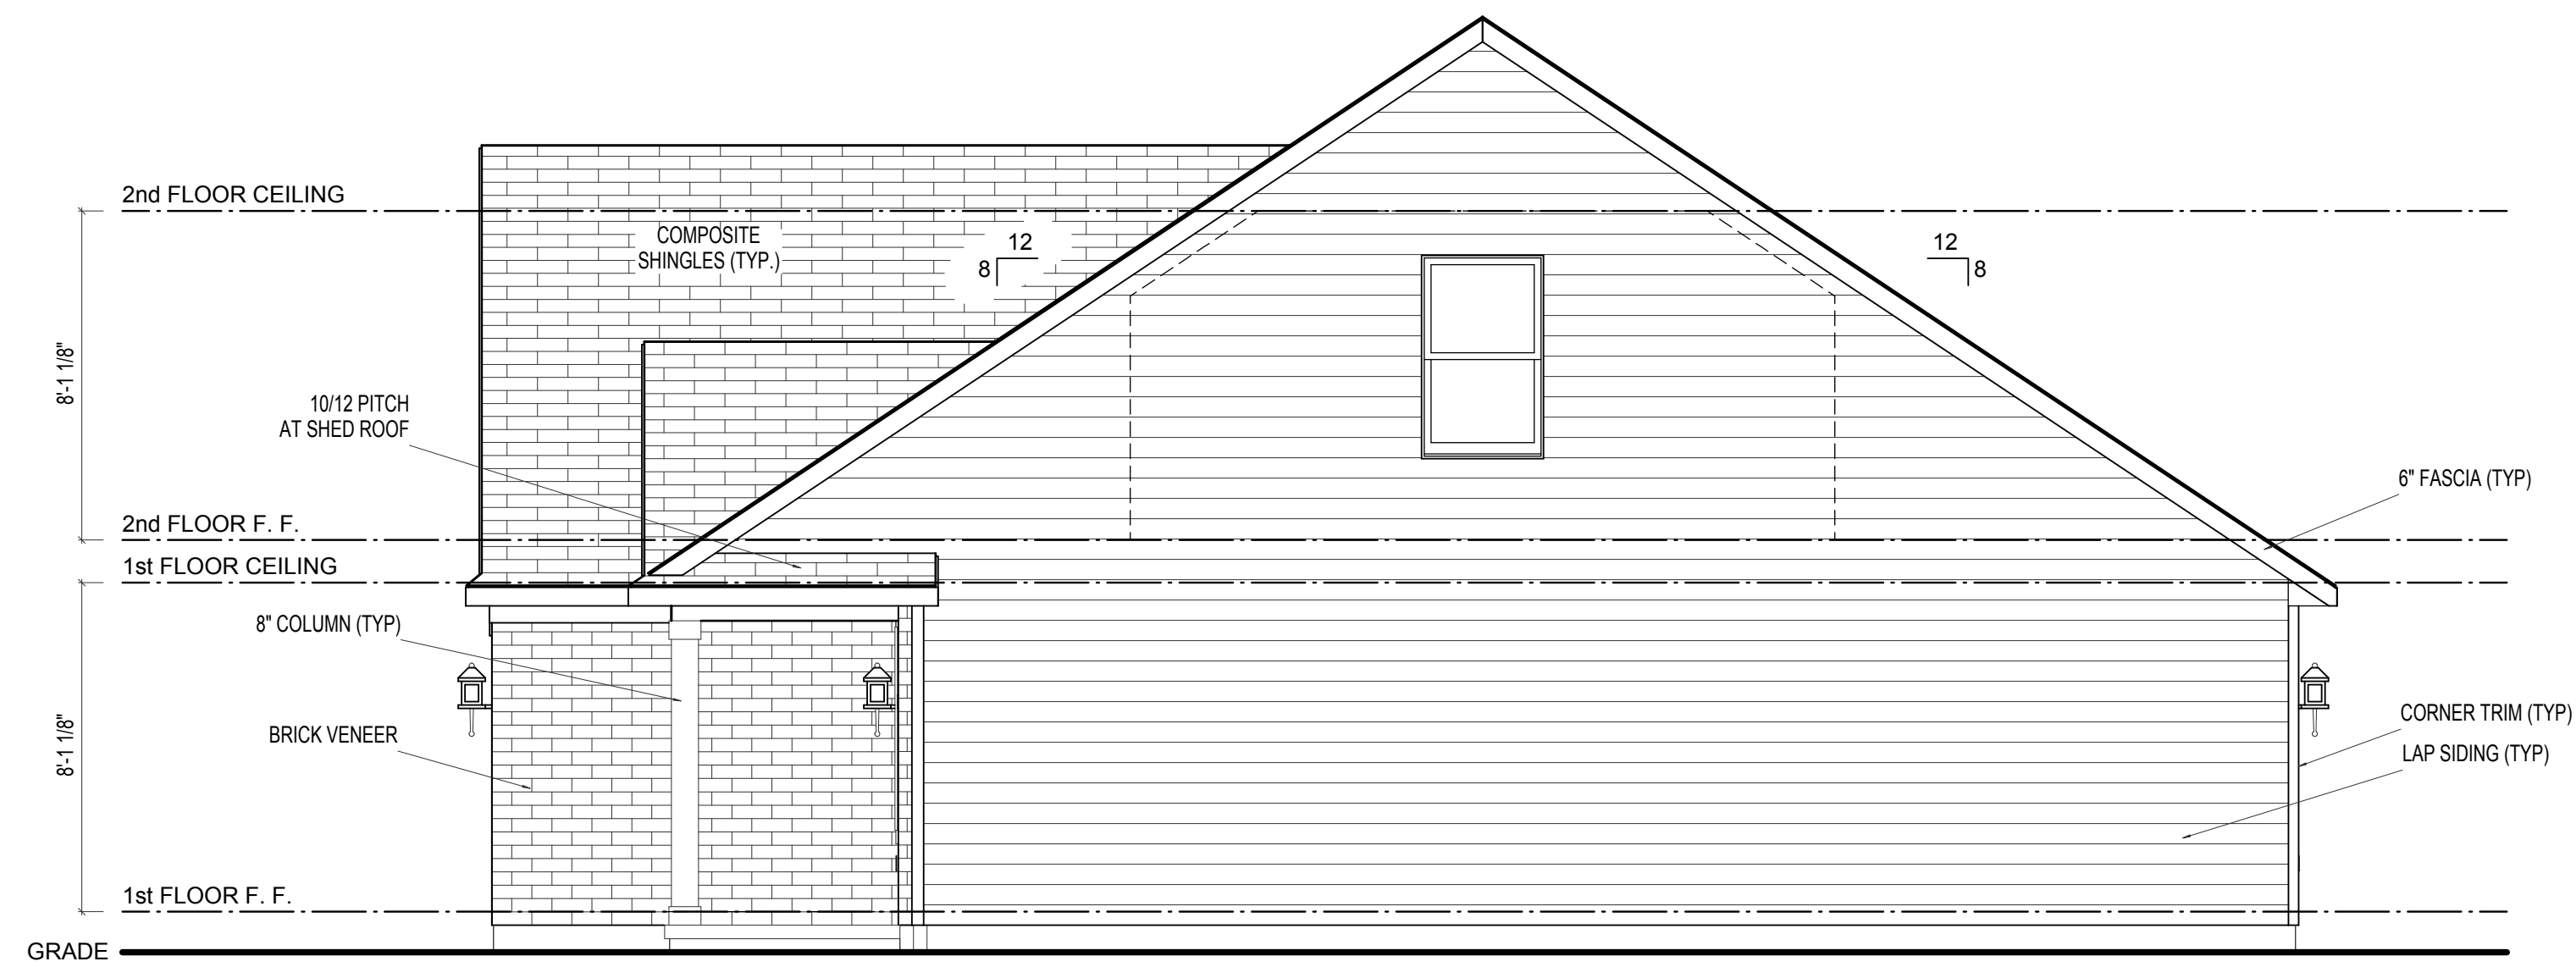 2nd FLOOR CEILING
COMPOSITE
SHINGLES (TYP.)
12
8
12
8
8'-1 1/8"
10/12 PITCH
AT SHED ROOF
6" FASCIA (TYP)
2nd FLOOR F. F.
1st FLOOR CEILING
8" COLUMN (TYP)
8'-1 1/8"
BRICK VENEER
CORNER TRIM (TYP)
LAP SIDING (TYP)
1st FLOOR F. F.
GRADE